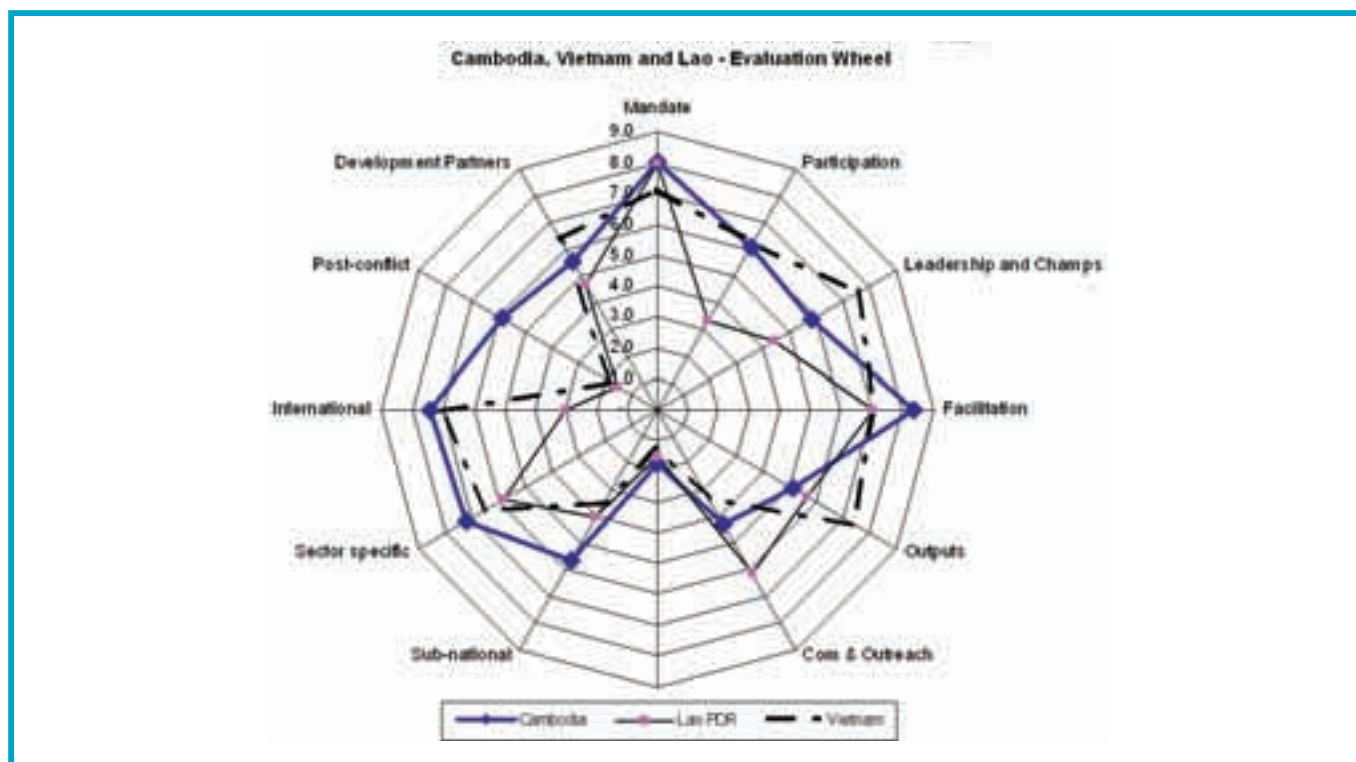 Cambodia, Vietnam and Lao - Evaluation Wheel
Mandate
9.0
Development Partners
8.0
Participation
7.0
6.0
Post-conflict
5.0
Leadership and Champs
4.0
3.0
2.0
1.0
International
-
Facilitation
Sector specific
Outputs
Sub-national
Com & Outreach
Cambodia
Lao PDR
Vietnam